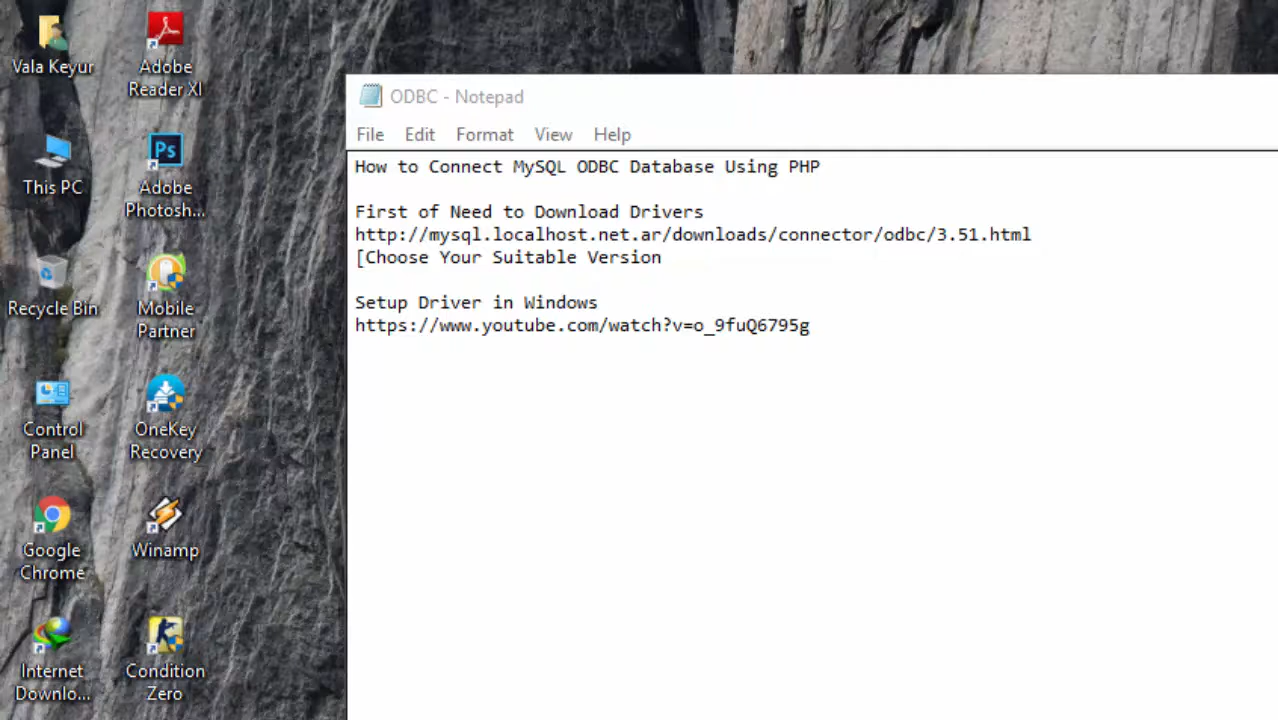 Vala Keyur
Adobe
Reader XI
This PC
Adobe
Photosh...
Recycle Bin
Mobile
Partner
Control
Panel
OneKey
Recovery
Google
Chrome
Winamp
Internet
Downlo...
Condition
Zero
Ps
ODBC - Notepad
File Edit Format View Help
How to Connect MySQL ODBC Database Using PHP
First of Need to Download Drivers
http://mysql.localhost.net.ar/downloads/connector/odbc/3.51.html
[Choose Your Suitable Version
Setup Driver in Windows
https://www.youtube.com/watch?v=o_9fuQ6795g